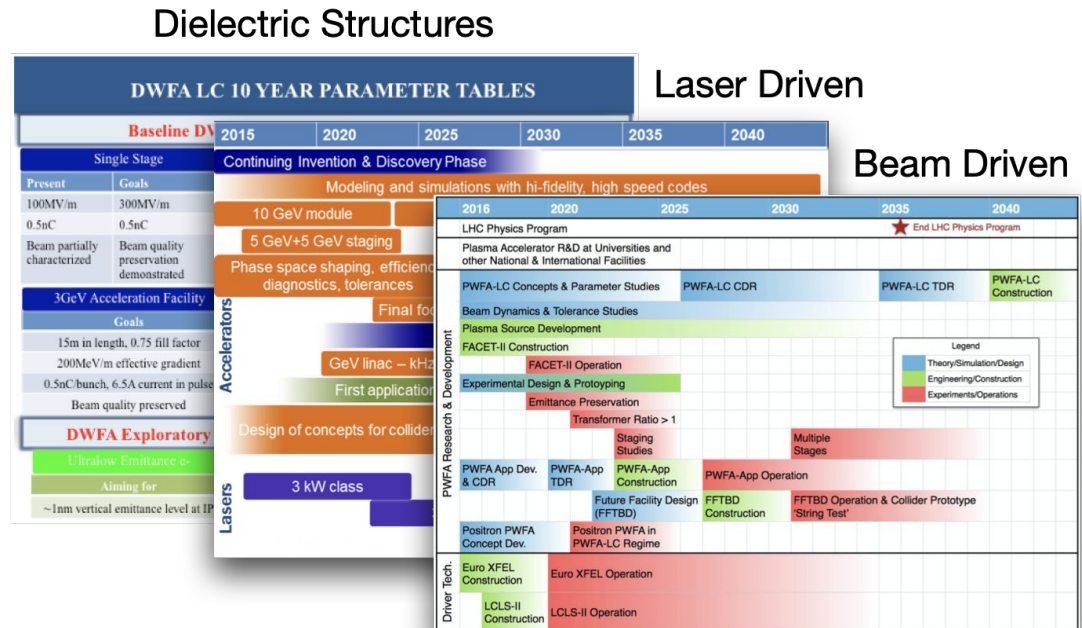 Dielectric Structures
Laser Driven
Beam Driven
DWFA LC 10 YEAR PARAMETER TABLES
Baseline DW
Single Stage
Present Goals
100MV/m 300MV/m
0.5nC 0.5nC
Beam partially
characterized
Beam quality
preservation
demonstrated
3GeV Acceleration Facility
Goals
15m in length, 0.75 fill factor
200MeV/m effective gradient
0.5nC/bunch, 6.5A current in pulse
Beam quality preserved
DWFA Exploratory
Ultralow Emittance e-
Aiming for
~1nm vertical emittance level at IP
2015 2020 2025 2030 2035 2040
Continuing Invention & Discovery Phase
Modeling and simulations with hi-fidelity, high speed codes
10 GeV module
5 GeV+5 GeV staging
Phase space shaping, efficienc
diagnostics, tolerances
Final foc
Accelerators
GeV linac – kHz
First application
Design of concepts for collider
Lasers
3 kW class
2016 2020 2025 2030 2035 2040
LHC Physics Program
End LHC Physics Program
Plasma Accelerator R&D at Universities and
other National & International Facilities
PWFA Research & Development
PWFA-LC Concepts & Parameter Studies
PWFA-LC CDR
PWFA-LC TDR
PWFA-LC
Construction
Beam Dynamics & Tolerance Studies
Plasma Source Development
FACET-II Construction
FACET-II Operation
Experimental Design & Protoyping
Emittance Preservation
Transformer Ratio > 1
Legend
Theory/Simulation/Design
Engineering/Construction
Experiments/Operations
Staging
Studies
Multiple
Stages
PWFA App Dev.
& CDR
PWFA-App
TDR
PWFA-App
Construction
PWFA-App Operation
Future Facility Design
(FFTBD)
FFTBD
Construction
FFTBD Operation & Collider Prototype
'String Test'
Positron PWFA
Concept Dev.
Positron PWFA in
PWFA-LC Regime
Driver Tech.
Euro XFEL
Construction
Euro XFEL Operation
LCLS-II
Construction
LCLS-II Operation